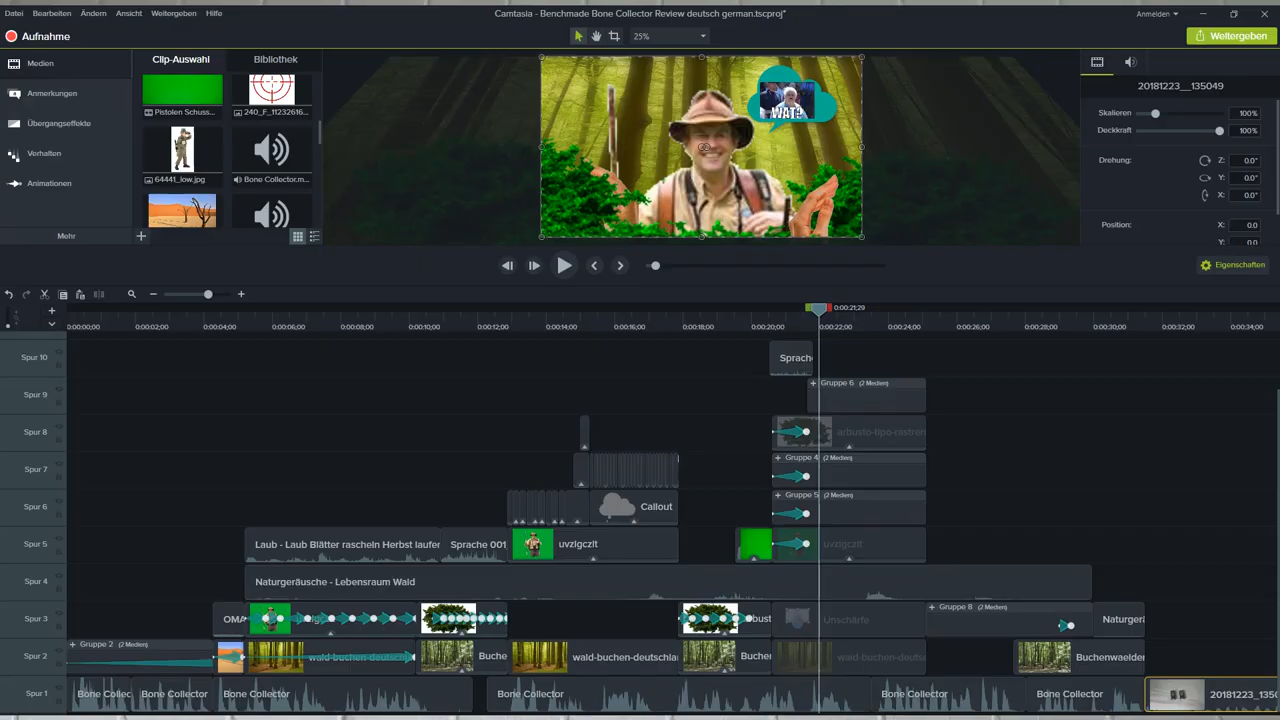 Datei Bearbeiten Ändern Ansicht Weitergeben Hilfe
Camtasia - Benchmade Bone Collector Review deutsch german.tscproj*
Anmelden
Aufnahme
25%
Weitergeben
Medien
Anmerkungen
Übergangseffekte
Verhalten
Animationen
Mehr
Clip-Auswahl
Bibliothek
Pistolen Schuss...
240_F_11232616...
64441_low.jpg
Bone Collector.m...
WAT?
20181223__135049
Skalieren
100%
Deckkraft
100%
Drehung:
Z:
0.0°
Y:
0.0°
X:
0.0°
Position:
X:
0.0
Y:
0.0
Eigenschaften
0:00:21;29
0:00:00;00 0:00:02;00 0:00:04;00 0:00:06;00 0:00:08;00 0:00:10;00 0:00:12;00 0:00:14;00 0:00:16;00 0:00:18;00 0:00:20;00 0:00:22;00 0:00:24;00 0:00:26;00 0:00:28;00 0:00:30;00 0:00:32;00 0:00:34;00
Spur 10
Sprache
Spur 9
Gruppe 6 (2 Medien)
Spur 8
arbusto-tipo-rastren
Spur 7
Gruppe 4 (2 Medien)
Spur 6
Callout
Gruppe 5 (2 Medien)
Spur 5
Laub - Laub Blätter rascheln Herbst laufen
Sprache 001
uvzlgczlt
uvzlgczlt
Spur 4
Naturgeräusche - Lebensraum Wald
Spur 3
OMA
bust
Unschärfe
Gruppe 8 (2 Medien)
Naturger
Spur 2
Gruppe 2 (2 Medien)
wald-buchen-deutschl
Buche
wald-buchen-deutschla
Bucher
wald-buchen-deutsc
Buchenwaelder
Spur 1
Bone Collec
Bone Collector
Bone Collector
Bone Collector
Bone Collector
Bone Collector
20181223_1350